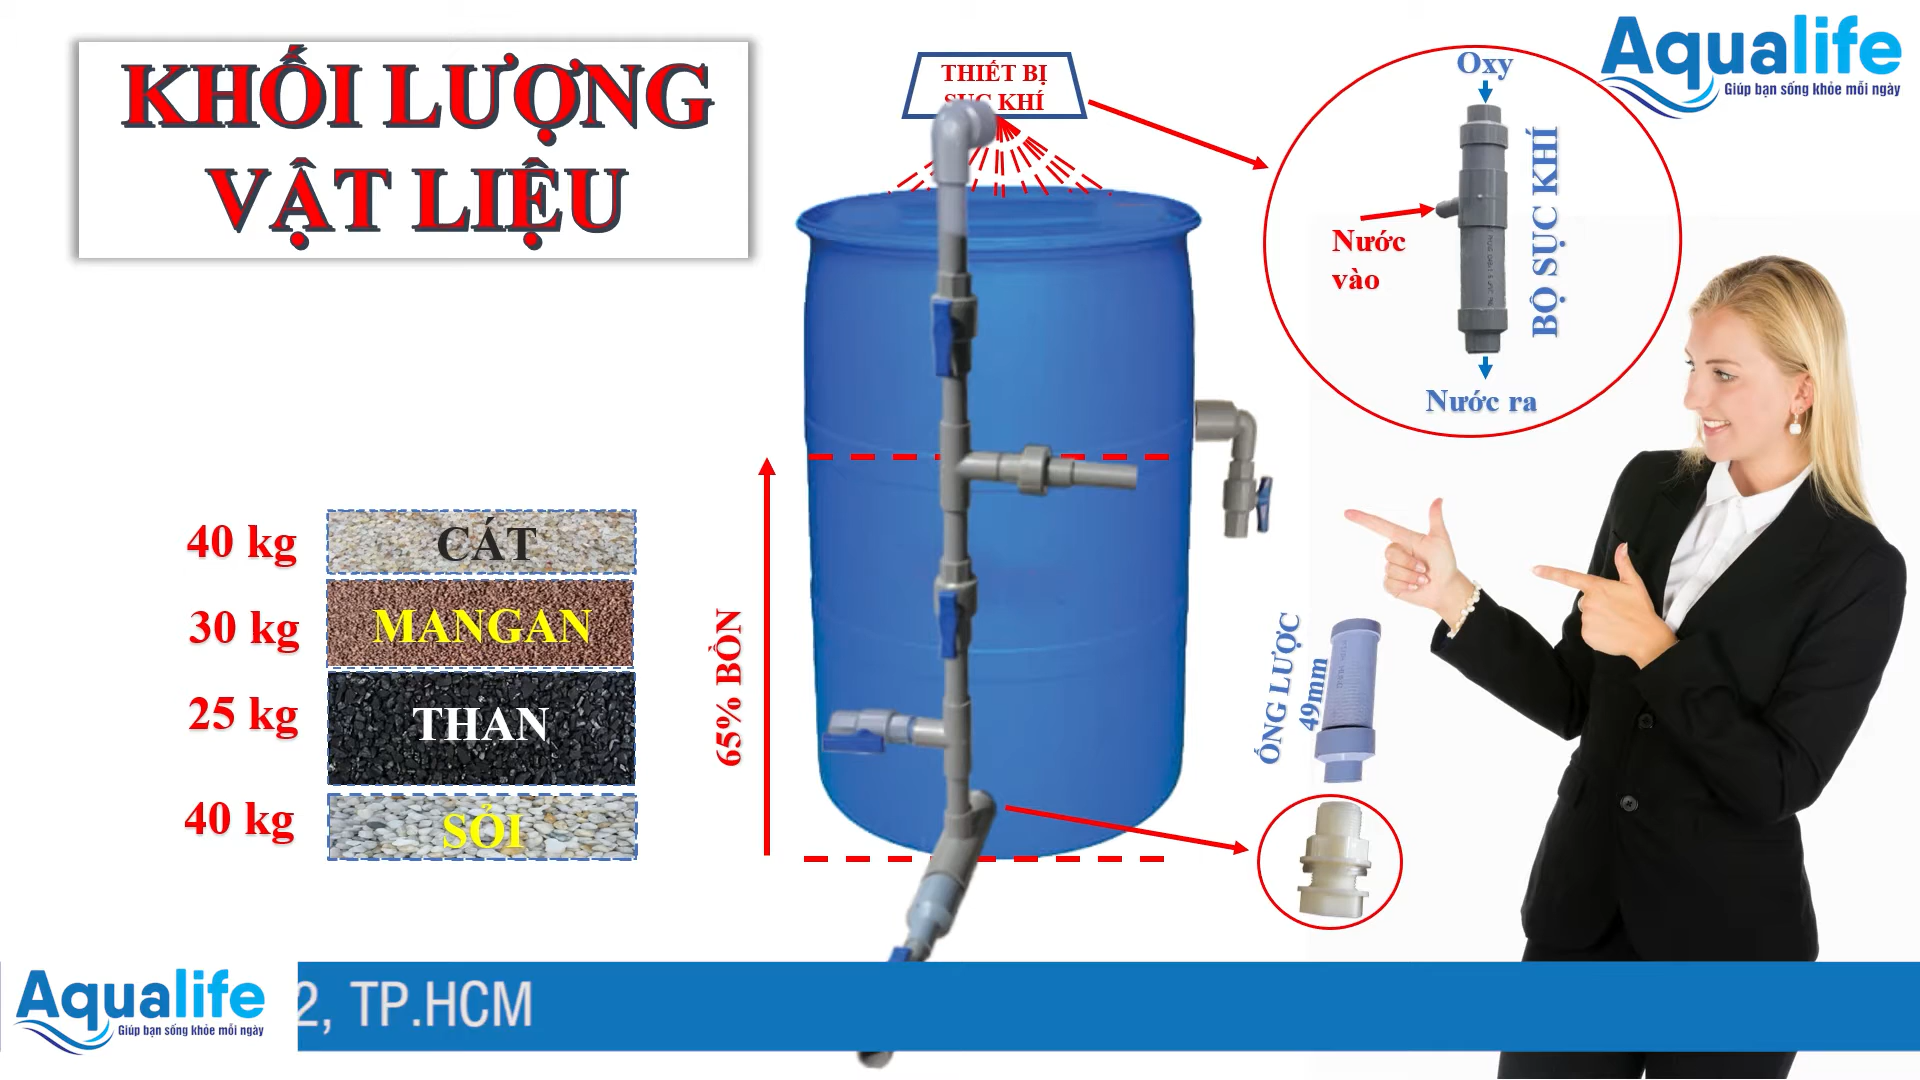 KHỐI LƯỢNG
VẬT LIỆU
THIẾT BỊ
SỤC KHÍ
Oxy
Aqualife
Giúp bạn sống khỏe mỗi ngày
BỘ SỤC KHÍ
Nước
vào
Nước ra
40 kg
CÁT
30 kg
MANGAN
25 kg
THAN
40 kg
SỎI
65% BỒN
ỐNG LƯỢC
49mm
Aqualife
Giúp bạn sống khỏe mỗi ngày
2, TP.HCM